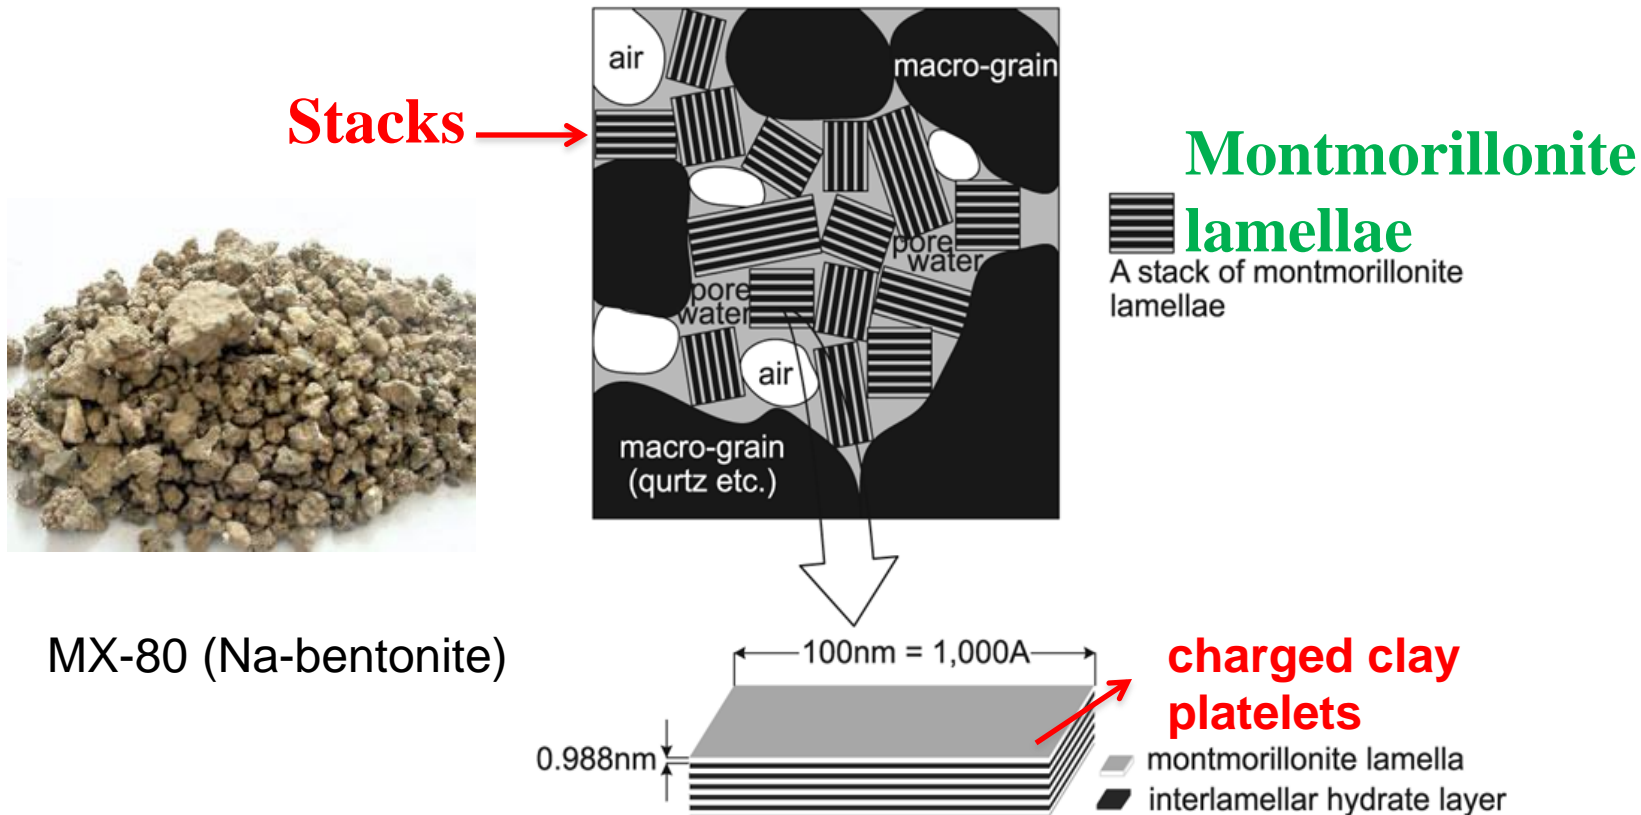 air
macro-grain
Stacks
Montmorillonite
lamellae
A stack of montmorillonite
lamellae
pore
water
pore
water
air
macro-grain
(qurtz etc.)
MX-80 (Na-bentonite)
100nm = 1,000A
charged clay
platelets
0.988nm
montmorillonite lamella
interlamellar hydrate layer